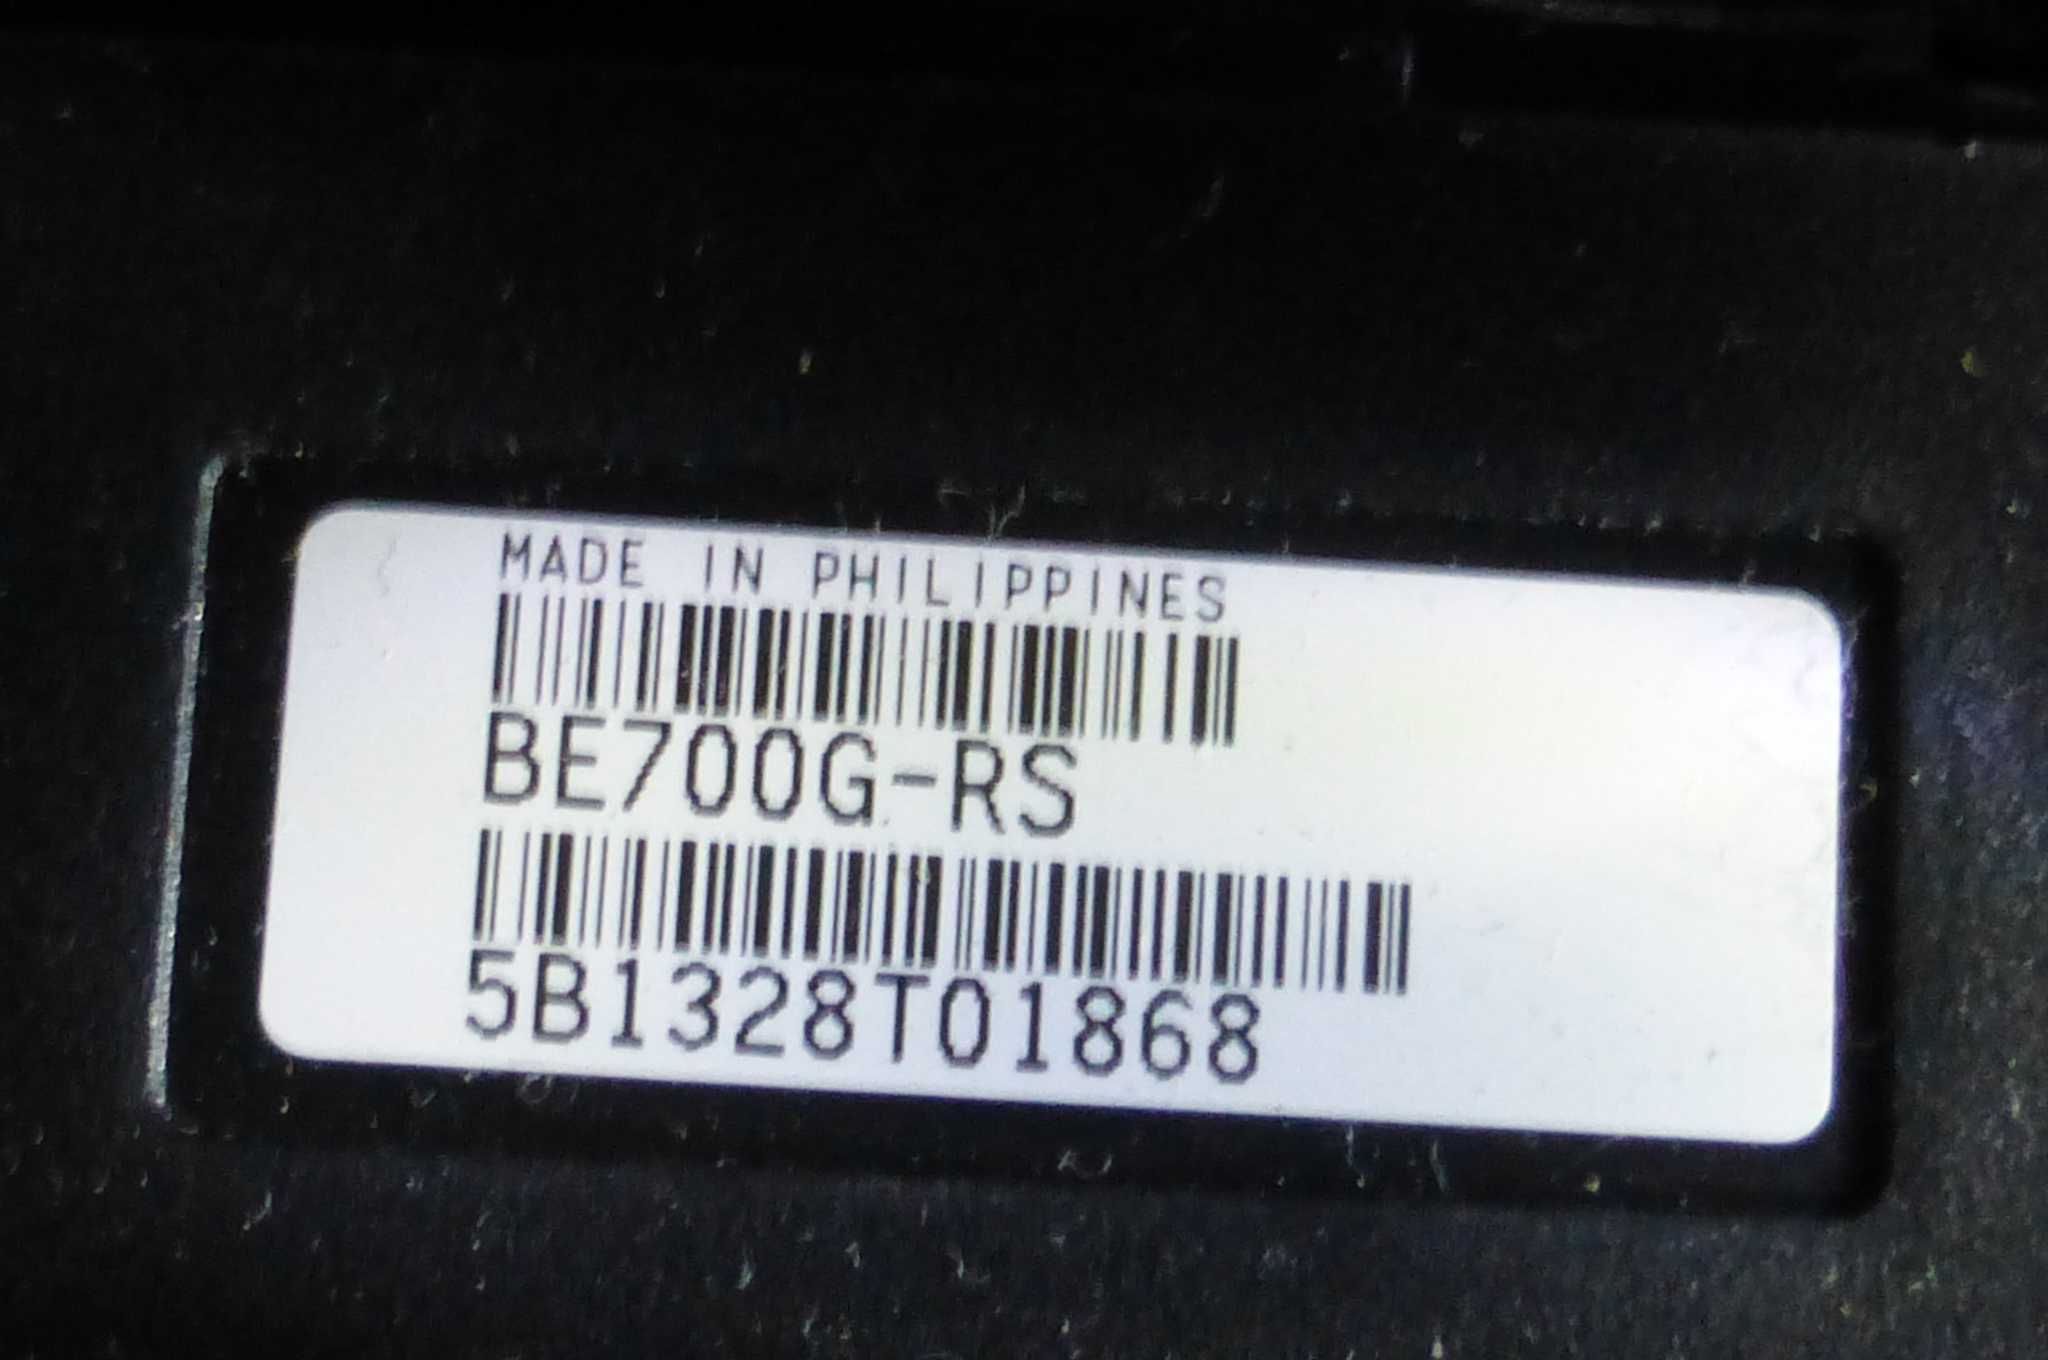 MADE IN PHILIPPINES
BE700G-RS
5B1328T01868